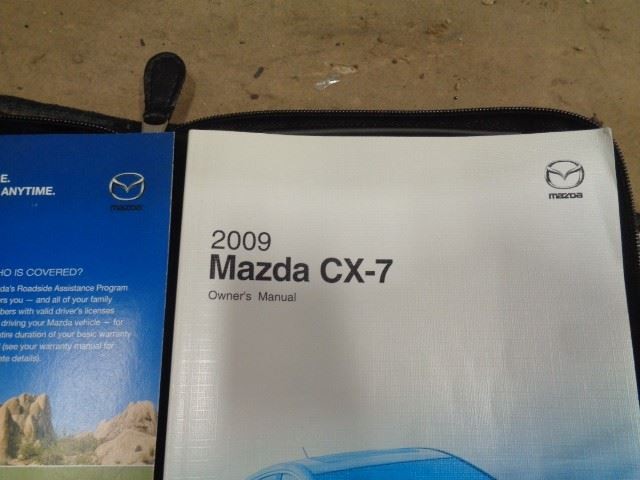 E.
ANYTIME.
mazda
HO IS COVERED?
da's Roadside Assistance Program
ers you — and all of your family
bers with valid driver's licenses
driving your Mazda vehicle — for
ntire duration of your basic warranty
(see your warranty manual for
ete details).
mazda
2009
Mazda CX-7
Owner's Manual